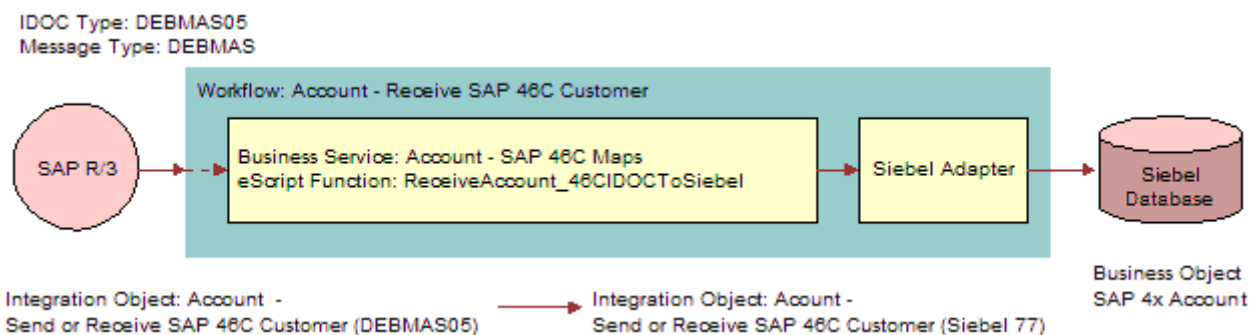 IDOC Type: DEBMAS05
Message Type: DEBMAS
Workflow: Account - Receive SAP 46C Customer
SAP R/3
Business Service: Account - SAP 46C Maps
eScript Function: ReceiveAccount_46CIDOCToSiebel
Siebel Adapter
Siebel
Database
Business Object
SAP 4x Account
Integration Object: Account -
Send or Receive SAP 46C Customer (DEBMAS05)
Integration Object: Acount -
Send or Receive SAP 46C Customer (Siebel 77)